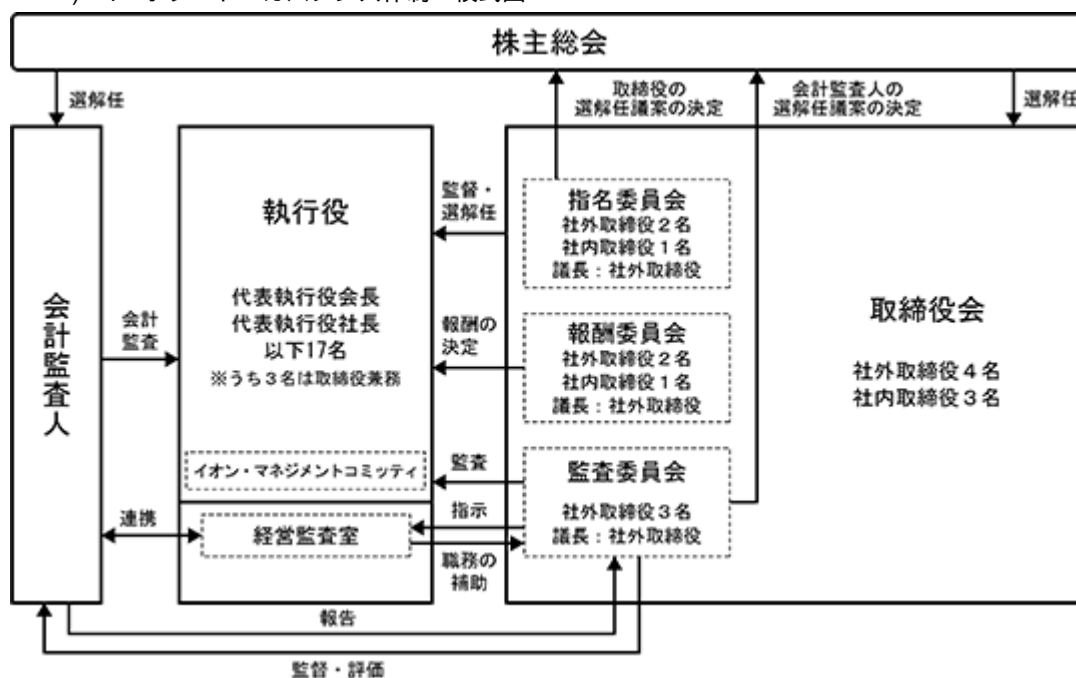 株主総会
選解任
取締役の
選解任議案の決定
会計監査人の
選解任議案の決定
選解任
会計監査人
会計
監査
連携
執行役
代表執行役会長
代表執行役社長
以下17名
※うち3名は取締役兼務
イオン・マネジメントコミッティ
経営監査室
監督・
選解任
報酬の
決定
監査
指示
職務の
補助
指名委員会
社外取締役2名
社内取締役1名
議長:社外取締役
報酬委員会
社外取締役2名
社内取締役1名
議長:社外取締役
監査委員会
社外取締役3名
議長:社外取締役
取締役会
社外取締役4名
社内取締役3名
報告
監督・評価